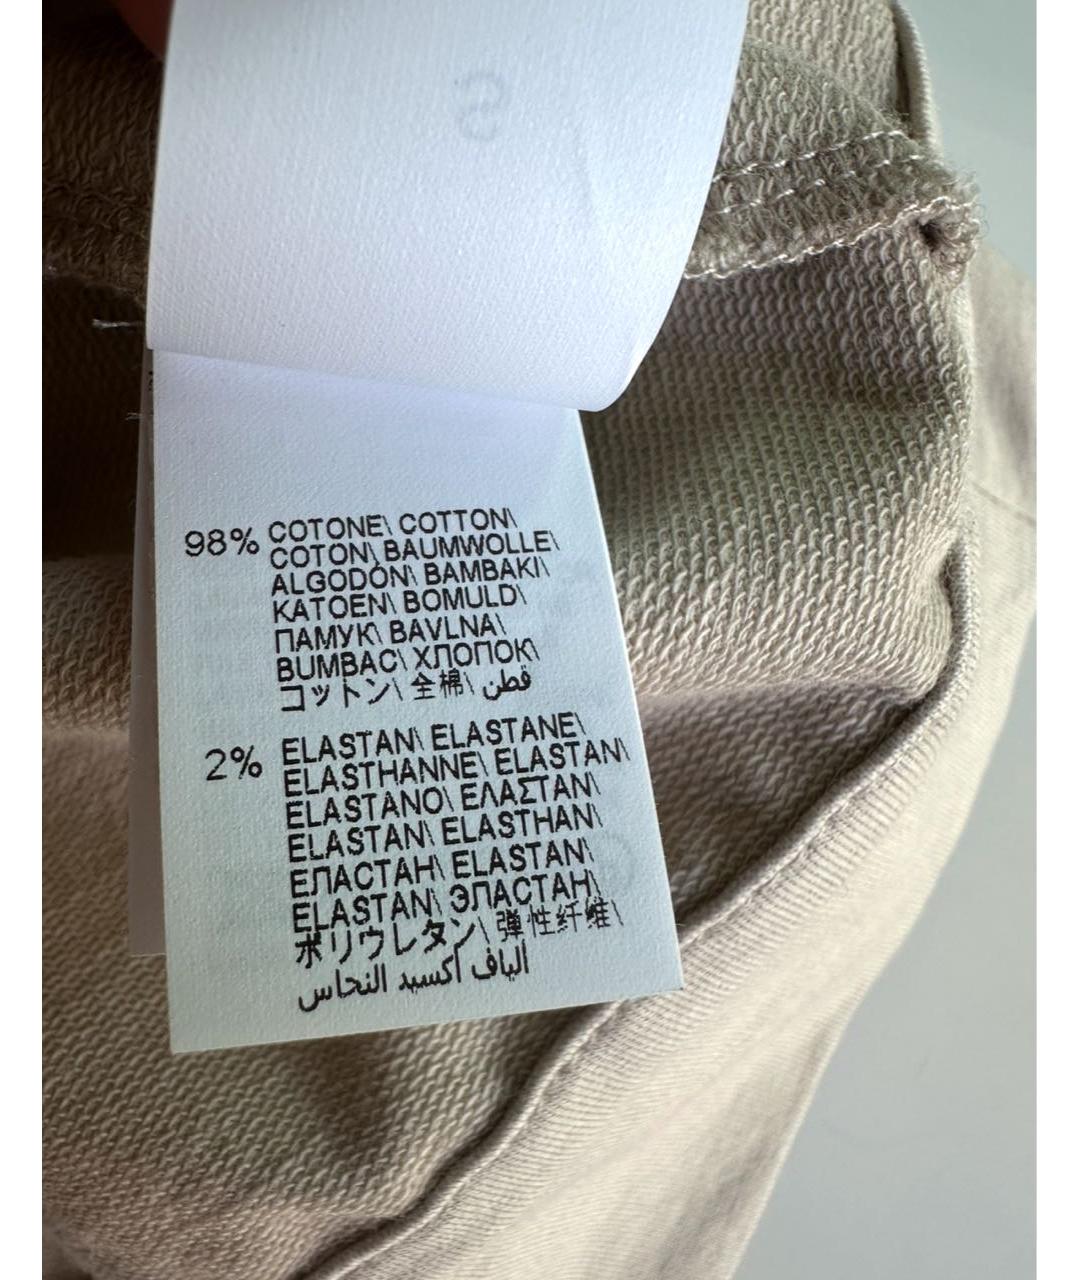 S
98% COTONE\ COTTON\
COTON\ BAUMWOLLE\
ALGODÓN\ BAMBAKI\
KATOEN\ BOMULD\
ПАМУК\ BAVLNA\
BUMBAC\ ХЛОПОК\
コットン\ 全棉\ قطن
2% ELASTAN\ ELASTANE\
ELASTHANNE\ ELASTAN\
ELASTANO\ ΕΛΑΣΤΑΝ\
ELASTAN\ ELASTHAN\
ЕЛАСТАН\ ELASTAN\
ELASTAN\ ЭЛАСТАН\
ポリウレタン\ 弹性纤维\
الياف أكسيد النحاس